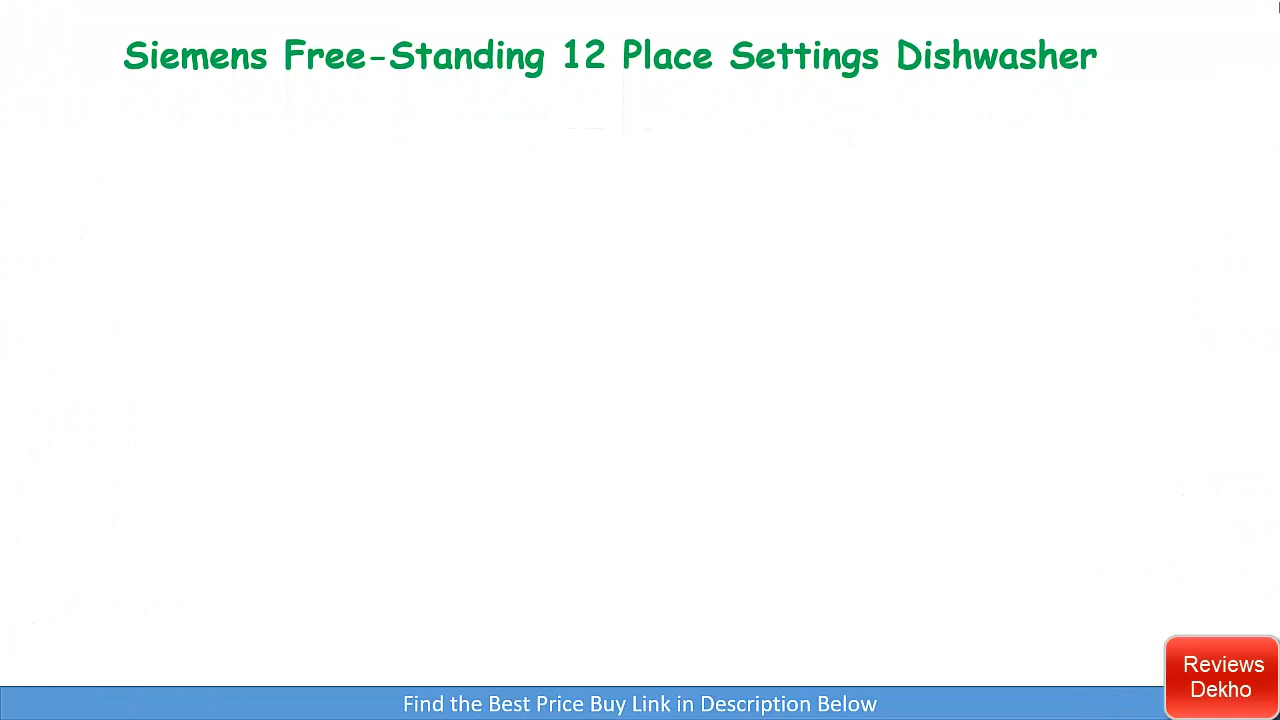 Siemens Free-Standing 12 Place Settings Dishwasher
Find the Best Price Buy Link in Description Below
Reviews
Dekho